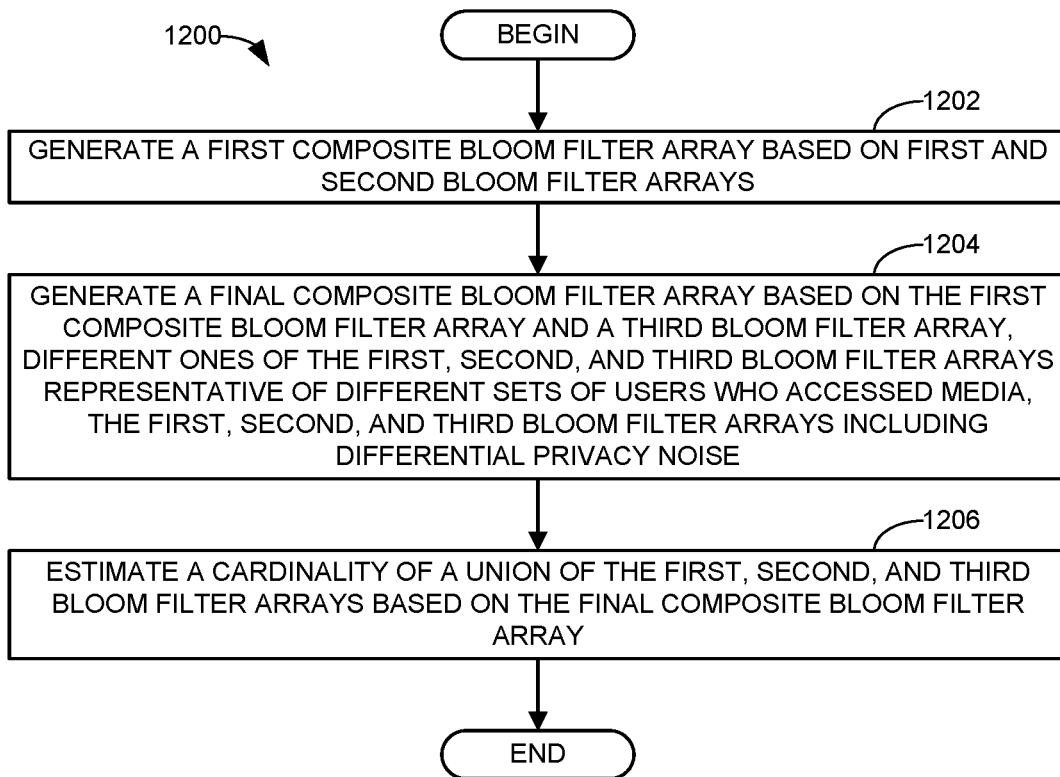 1200
BEGIN
1202
GENERATE A FIRST COMPOSITE BLOOM FILTER ARRAY BASED ON FIRST AND
SECOND BLOOM FILTER ARRAYS
1204
GENERATE A FINAL COMPOSITE BLOOM FILTER ARRAY BASED ON THE FIRST
COMPOSITE BLOOM FILTER ARRAY AND A THIRD BLOOM FILTER ARRAY,
DIFFERENT ONES OF THE FIRST, SECOND, AND THIRD BLOOM FILTER ARRAYS
REPRESENTATIVE OF DIFFERENT SETS OF USERS WHO ACCESSED MEDIA,
THE FIRST, SECOND, AND THIRD BLOOM FILTER ARRAYS INCLUDING
DIFFERENTIAL PRIVACY NOISE
1206
ESTIMATE A CARDINALITY OF A UNION OF THE FIRST, SECOND, AND THIRD
BLOOM FILTER ARRAYS BASED ON THE FINAL COMPOSITE BLOOM FILTER
ARRAY
END